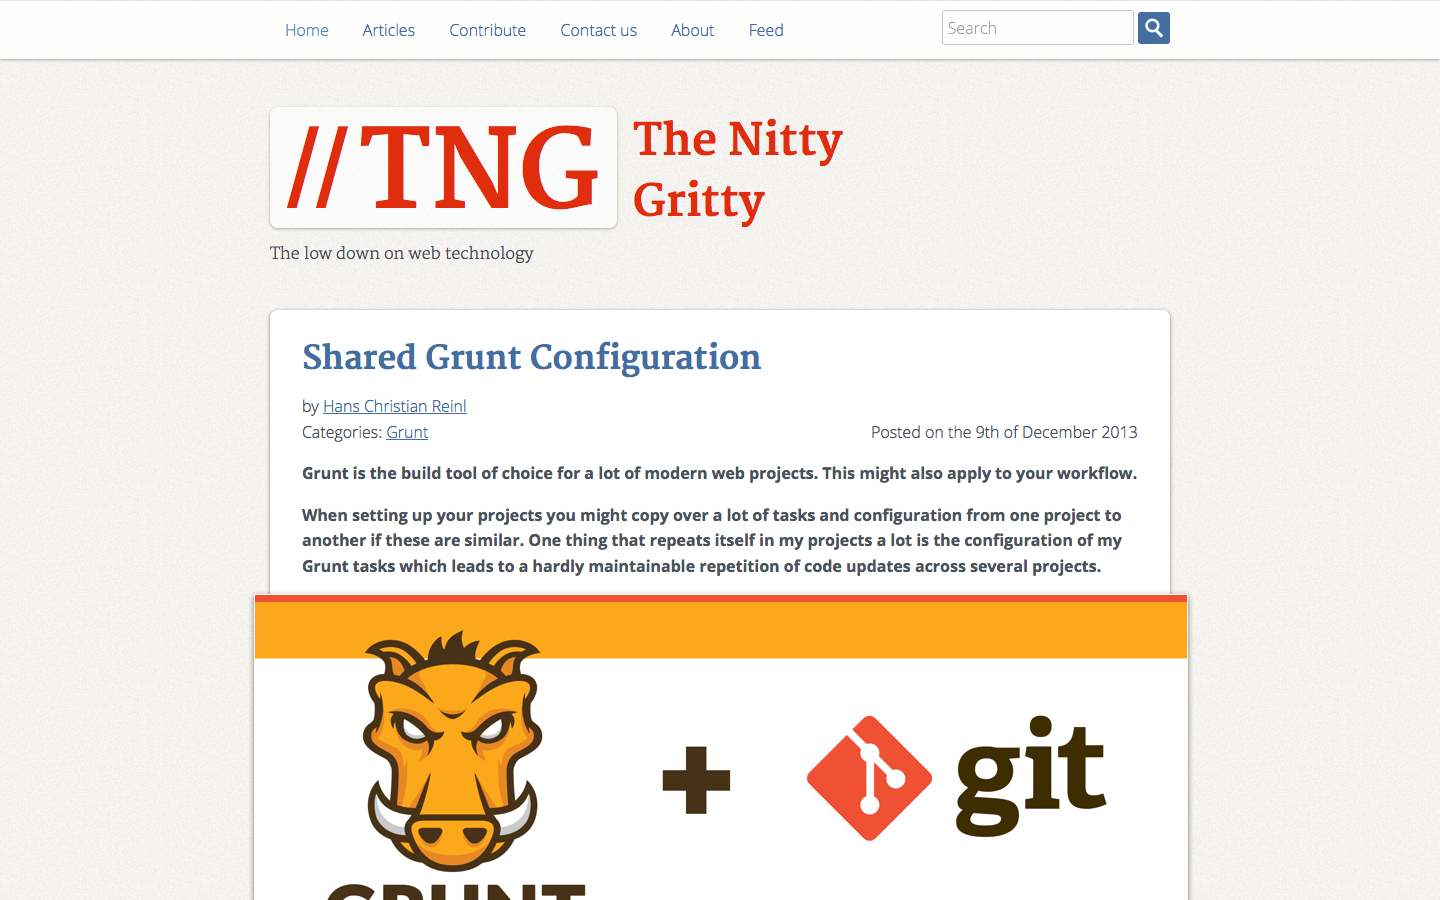 Home Articles Contribute Contact us About Feed Search
//TNG The Nitty
Gritty
The low down on web technology
Shared Grunt Configuration
by Hans Christian Reinl
Categories: Grunt Posted on the 9th of December 2013
Grunt is the build tool of choice for a lot of modern web projects. This might also apply to your workflow.
When setting up your projects you might copy over a lot of tasks and configuration from one project to
another if these are similar. One thing that repeats itself in my projects a lot is the configuration of my
Grunt tasks which leads to a hardly maintainable repetition of code updates across several projects.
+ git
GRUNT